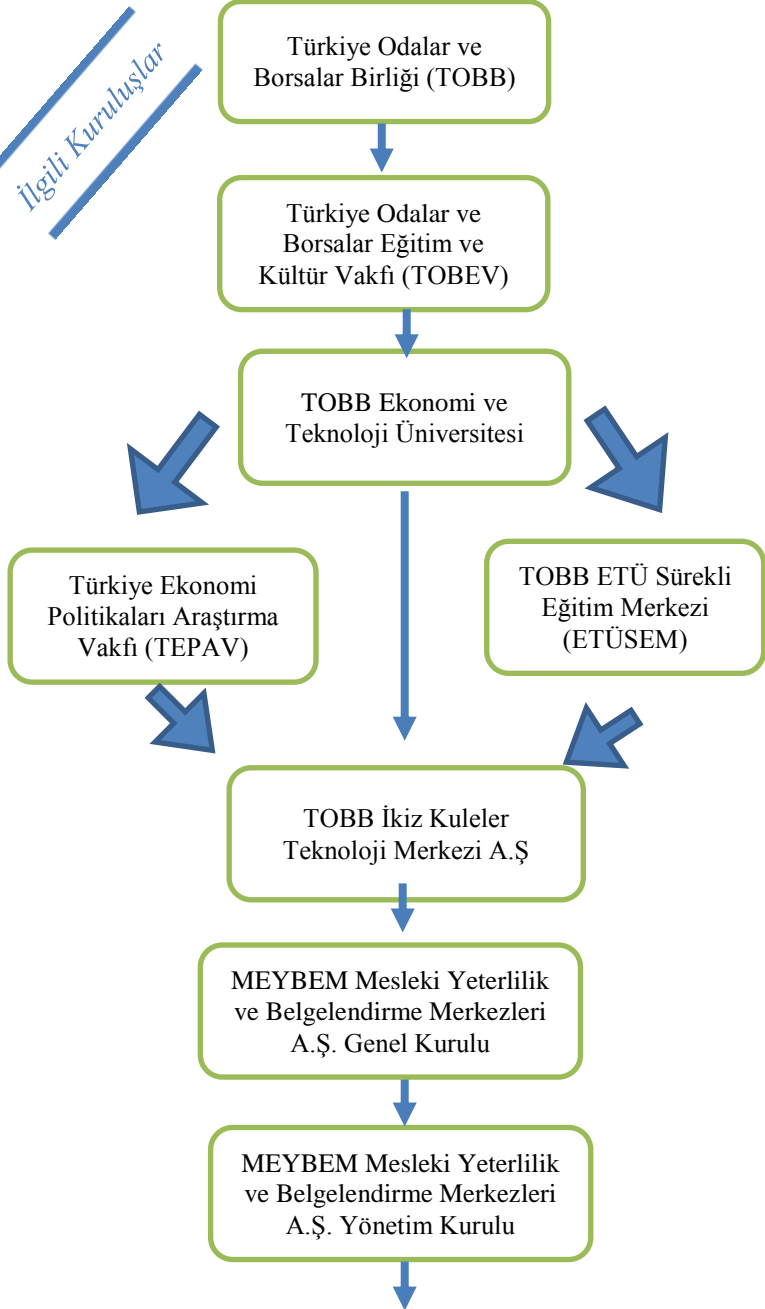 İlgili Kuruluşlar
Türkiye Odalar ve
Borsalar Birliği (TOBB)
Türkiye Odalar ve
Borsalar Eğitim ve
Kültür Vakfı (TOBEV)
TOBB Ekonomi ve
Teknoloji Üniversitesi
Türkiye Ekonomi
Politikaları Araştırma
Vakfı (TEPAV)
TOBB ETÜ Sürekli
Eğitim Merkezi
(ETÜSEM)
TOBB İkiz Kuleler
Teknoloji Merkezi A.Ş
MEYBEM Mesleki Yeterlilik
ve Belgelendirme Merkezleri
A.Ş. Genel Kurulu
MEYBEM Mesleki Yeterlilik
ve Belgelendirme Merkezleri
A.Ş. Yönetim Kurulu